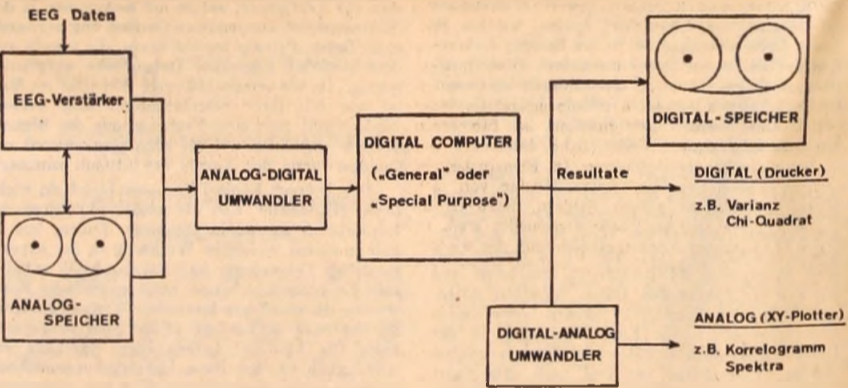 EEG Daten
EEG-Verstärker
ANALOG-
SPEICHER
ANALOG-DIGITAL
UMWANDLER
DIGITAL COMPUTER
(„General" oder
„Special Purpose")
Resultate
DIGITAL-SPEICHER
DIGITAL (Drucker)
z.B. Varianz
Chi-Quadrat
DIGITAL-ANALOG
UMWANDLER
ANALOG (XY-Plotter)
z.B. Korrelogramm
Spektra